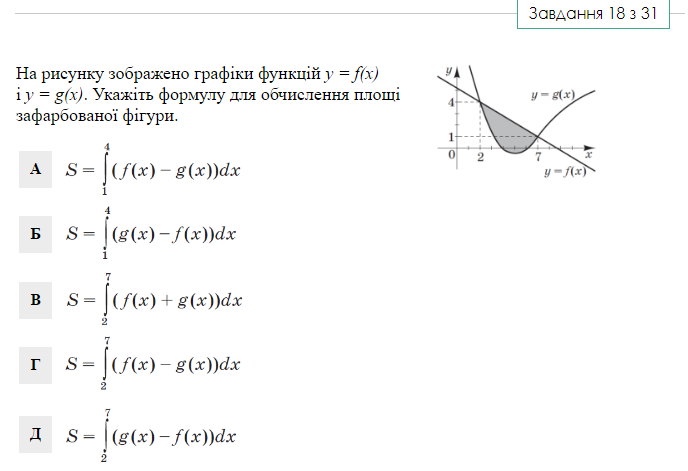 Завдання 18 з 31
На рисунку зображено графіки функцій y = f(x)
і y = g(x). Укажіть формулу для обчислення площі
зафарбованої фігури.
y
y = g(x)
4
1
0 2 7 x
y = f(x)
А S = ∫₁⁴ (f(x) − g(x))dx
Б S = ∫₁⁴ (g(x) − f(x))dx
В S = ∫₂⁷ (f(x) + g(x))dx
Г S = ∫₂⁷ (f(x) − g(x))dx
Д S = ∫₂⁷ (g(x) − f(x))dx